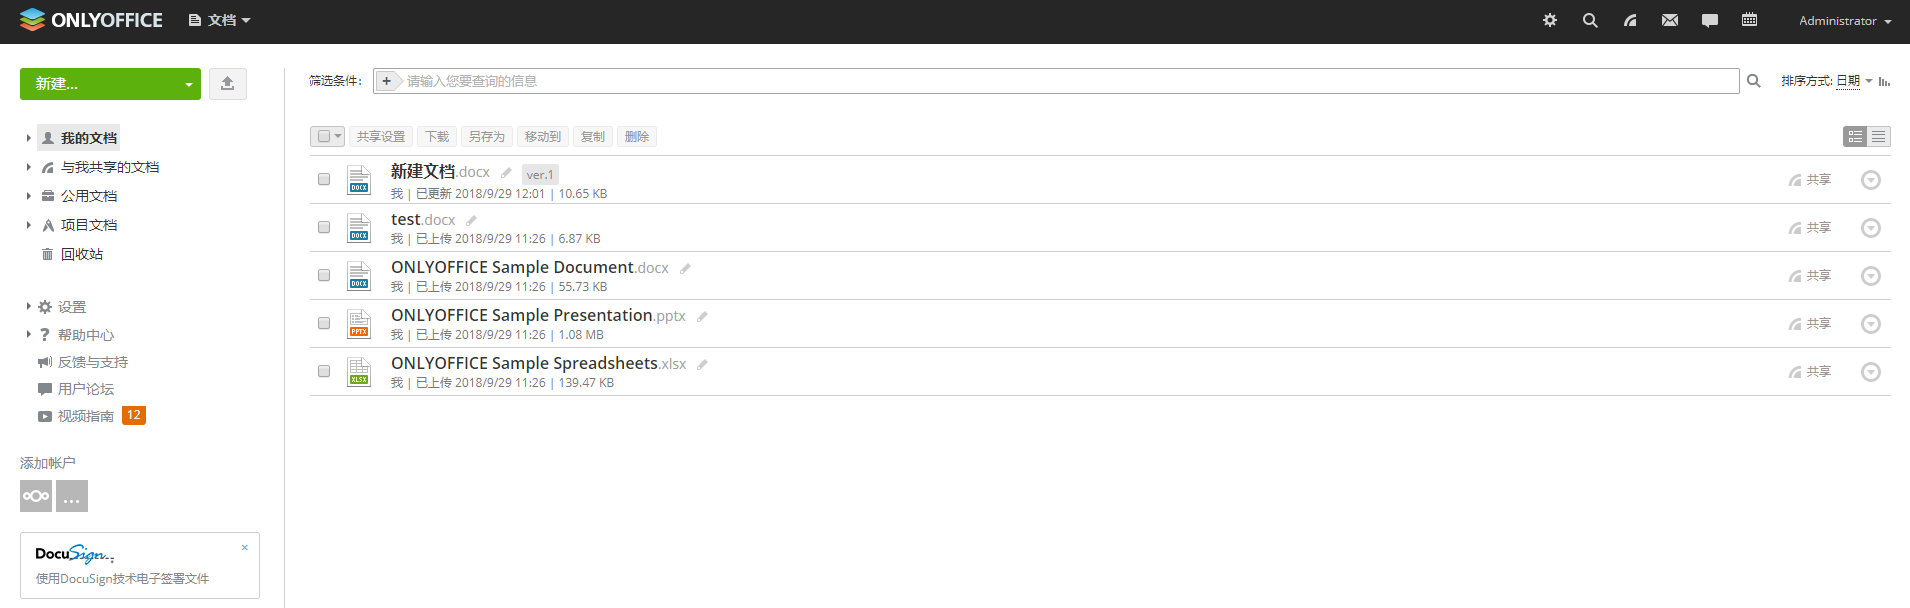 ONLYOFFICE 文档 Administrator
新建...
筛选条件: + 请输入您要查询的信息 排序方式: 日期
我的文档
与我共享的文档
公用文档
项目文档
回收站
设置
帮助中心
反馈与支持
用户论坛
视频指南 12
添加帐户
...
DocuSign
使用DocuSign技术电子签署文件
共享设置 下载 另存为 移动到 复制 删除
新建文档.docx ver.1
我 | 已更新 2018/9/29 12:01 | 10.65 KB
共享
test.docx
我 | 已上传 2018/9/29 11:26 | 6.87 KB
共享
ONLYOFFICE Sample Document.docx
我 | 已上传 2018/9/29 11:26 | 55.73 KB
共享
ONLYOFFICE Sample Presentation.pptx
我 | 已上传 2018/9/29 11:26 | 1.08 MB
共享
ONLYOFFICE Sample Spreadsheets.xlsx
我 | 已上传 2018/9/29 11:26 | 139.47 KB
共享
DOCX
DOCX
DOCX
PPTX
XLSX